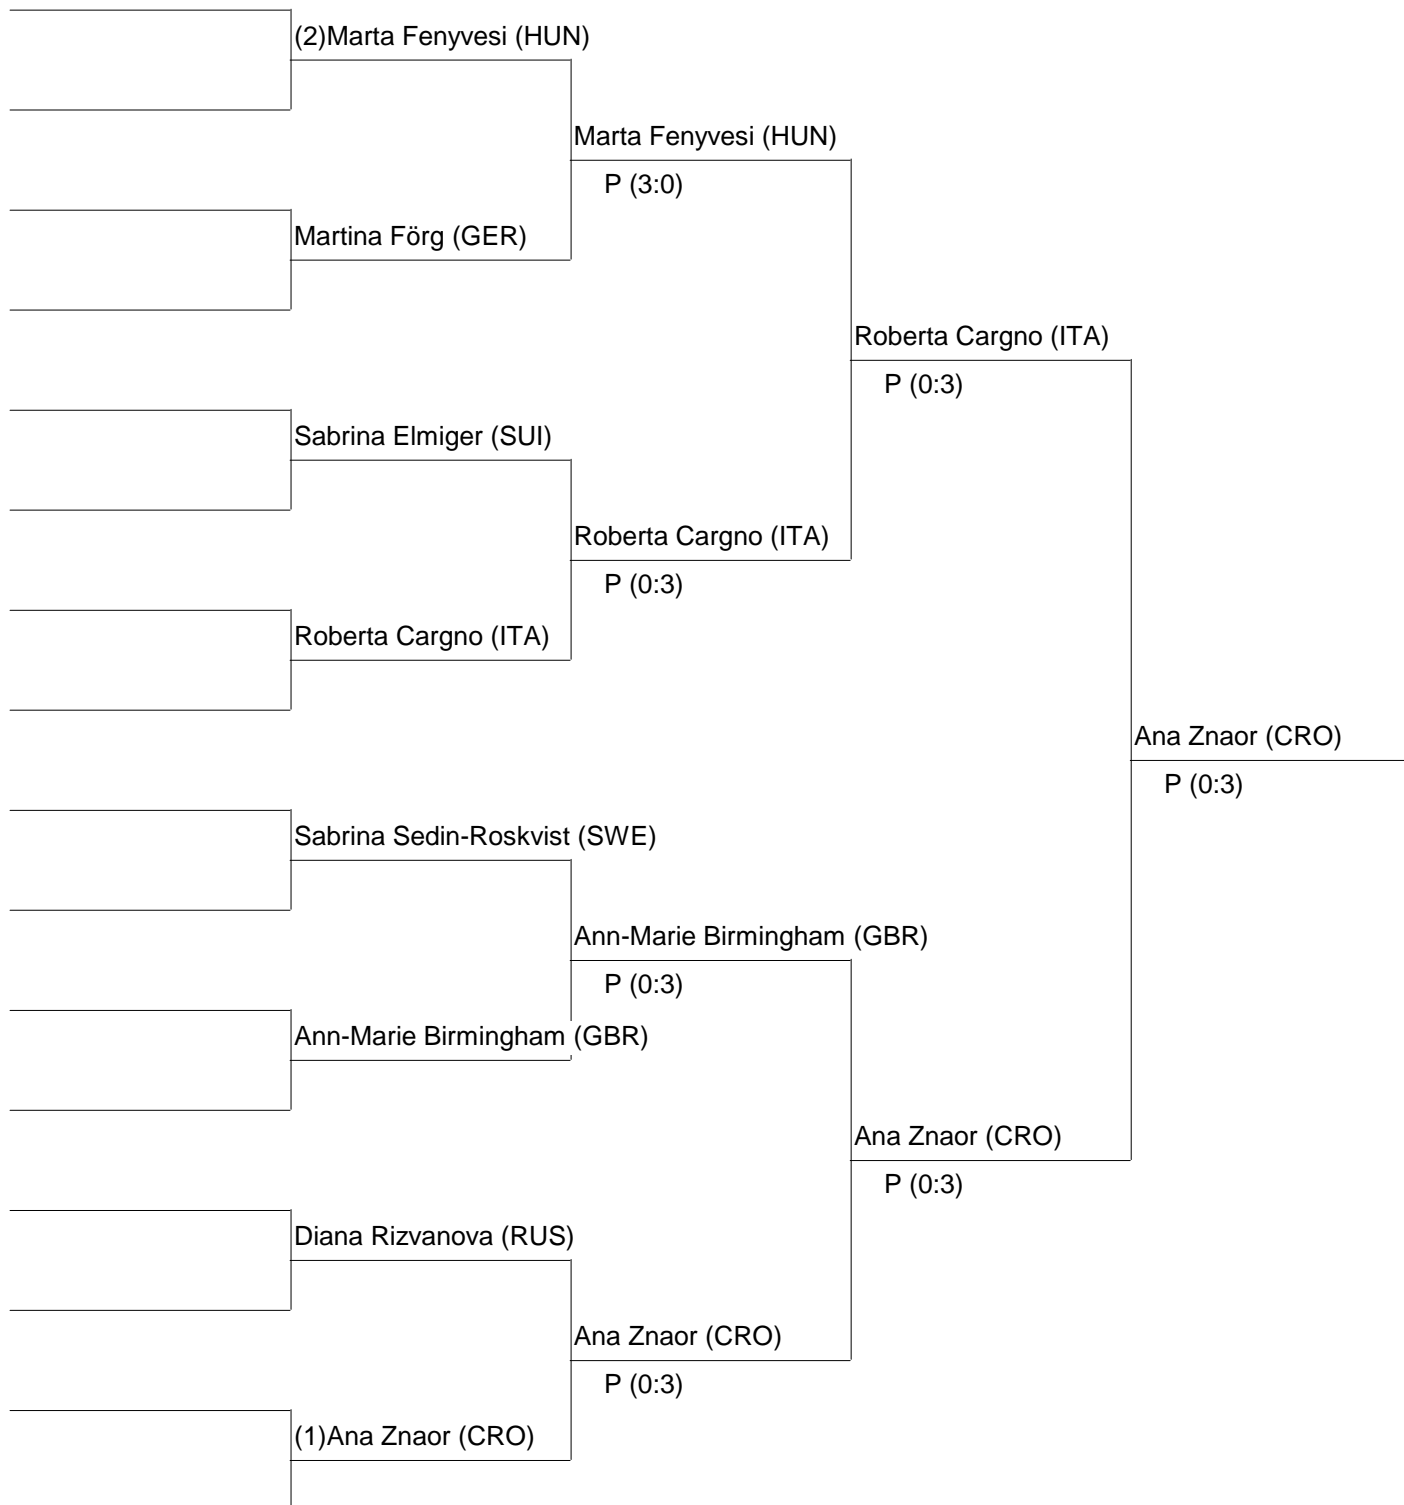 (2)Marta Fenyvesi (HUN)
Marta Fenyvesi (HUN)
P (3:0)
Martina Förg (GER)
Roberta Cargno (ITA)
P (0:3)
Sabrina Elmiger (SUI)
Roberta Cargno (ITA)
P (0:3)
Roberta Cargno (ITA)
Ana Znaor (CRO)
P (0:3)
Sabrina Sedin-Roskvist (SWE)
Ann-Marie Birmingham (GBR)
P (0:3)
Ann-Marie Birmingham (GBR)
Ana Znaor (CRO)
P (0:3)
Diana Rizvanova (RUS)
Ana Znaor (CRO)
P (0:3)
(1)Ana Znaor (CRO)